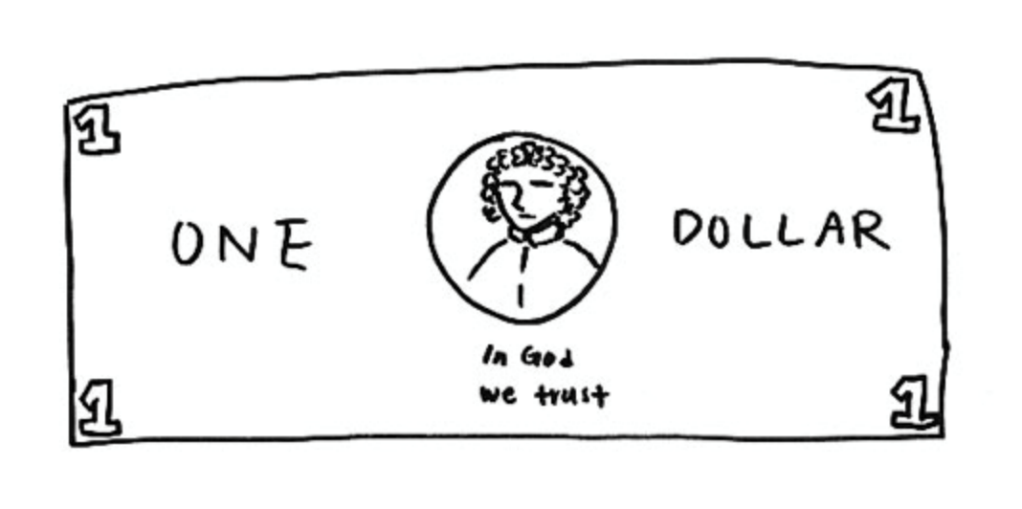 1 1
ONE DOLLAR
In God
we trust
1 1